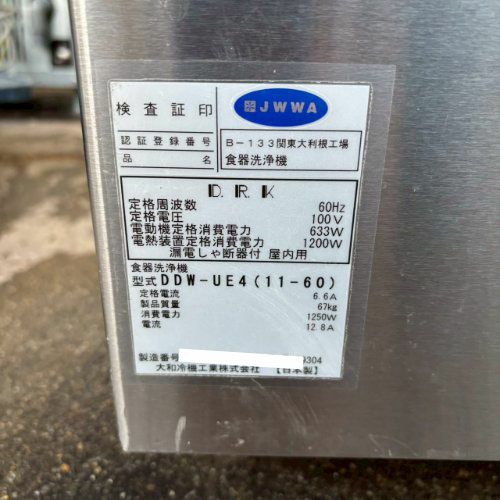 検査証印 JWWA
認証登録番号 B-133関東大利根工場
品名 食器洗浄機
D.R.K
定格周波数 60Hz
定格電圧 100V
電動機定格消費電力 633W
電熱装置定格消費電力 1200W
漏電しゃ断器付 屋内用
食器洗浄機
型式 DDW-UE4(11-60)
定格電流 6.6A
製品質量 67kg
消費電力 1250W
電流 12.8A
製造番号 9304
大和冷機工業株式会社 【日本製】